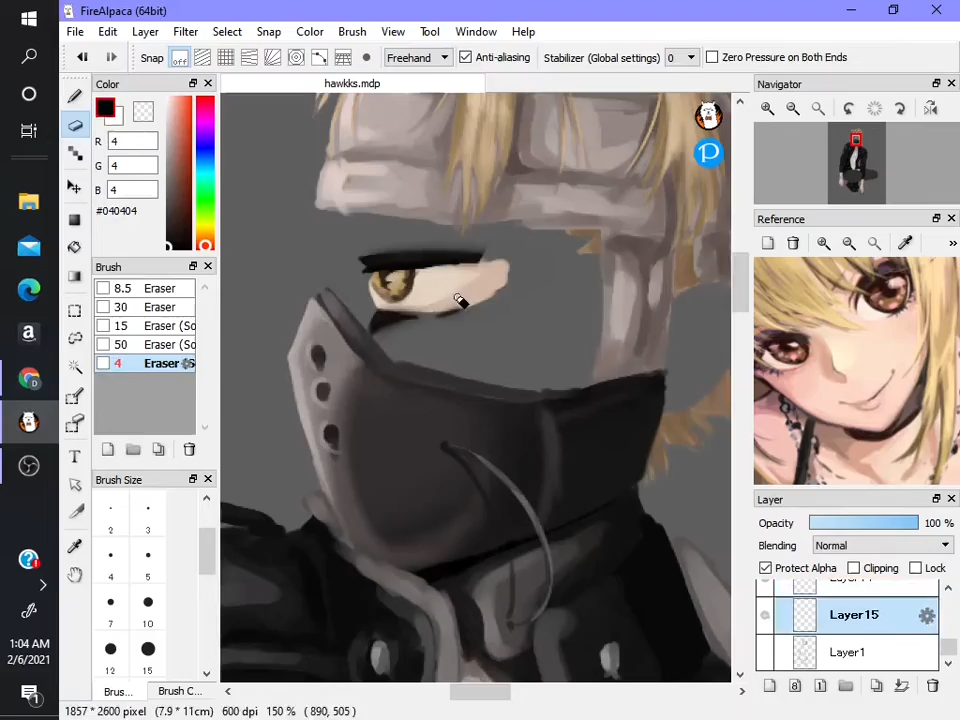 FireAlpaca (64bit)
File Edit Layer Filter Select Snap Color Brush View Tool Window Help
Snap off Freehand Anti-aliasing Stabilizer (Global settings) 0 Zero Pressure on Both Ends
Color
hawkks.mdp
Navigator
R 4
G 4
B 4
#040404
Reference
»
Brush
8.5 Eraser
30 Eraser
15 Eraser (So
50 Eraser (So
4 Eraser
T
Brush Size
2 3
4 5
7 10
12 15
Brus... Brush C...
Layer
Opacity 100 %
Blending Normal
Protect Alpha Clipping Lock
Layer15
Layer1
1:04 AM
2/6/2021
1
1857 * 2600 pixel (7.9 * 11cm) 600 dpi 150 % ( 890, 505 )